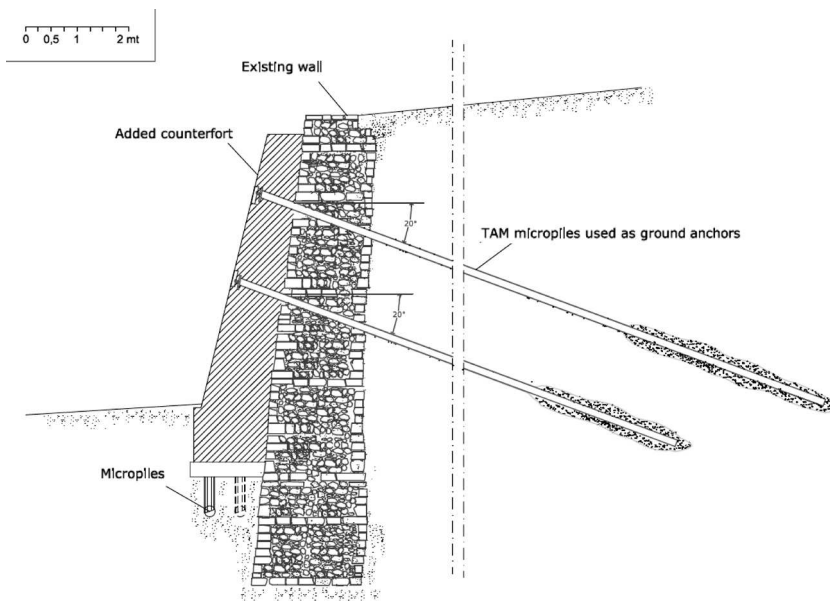 0 0,5 1 2 mt
Existing wall
Added counterfort
20°
TAM micropiles used as ground anchors
20°
Micropiles